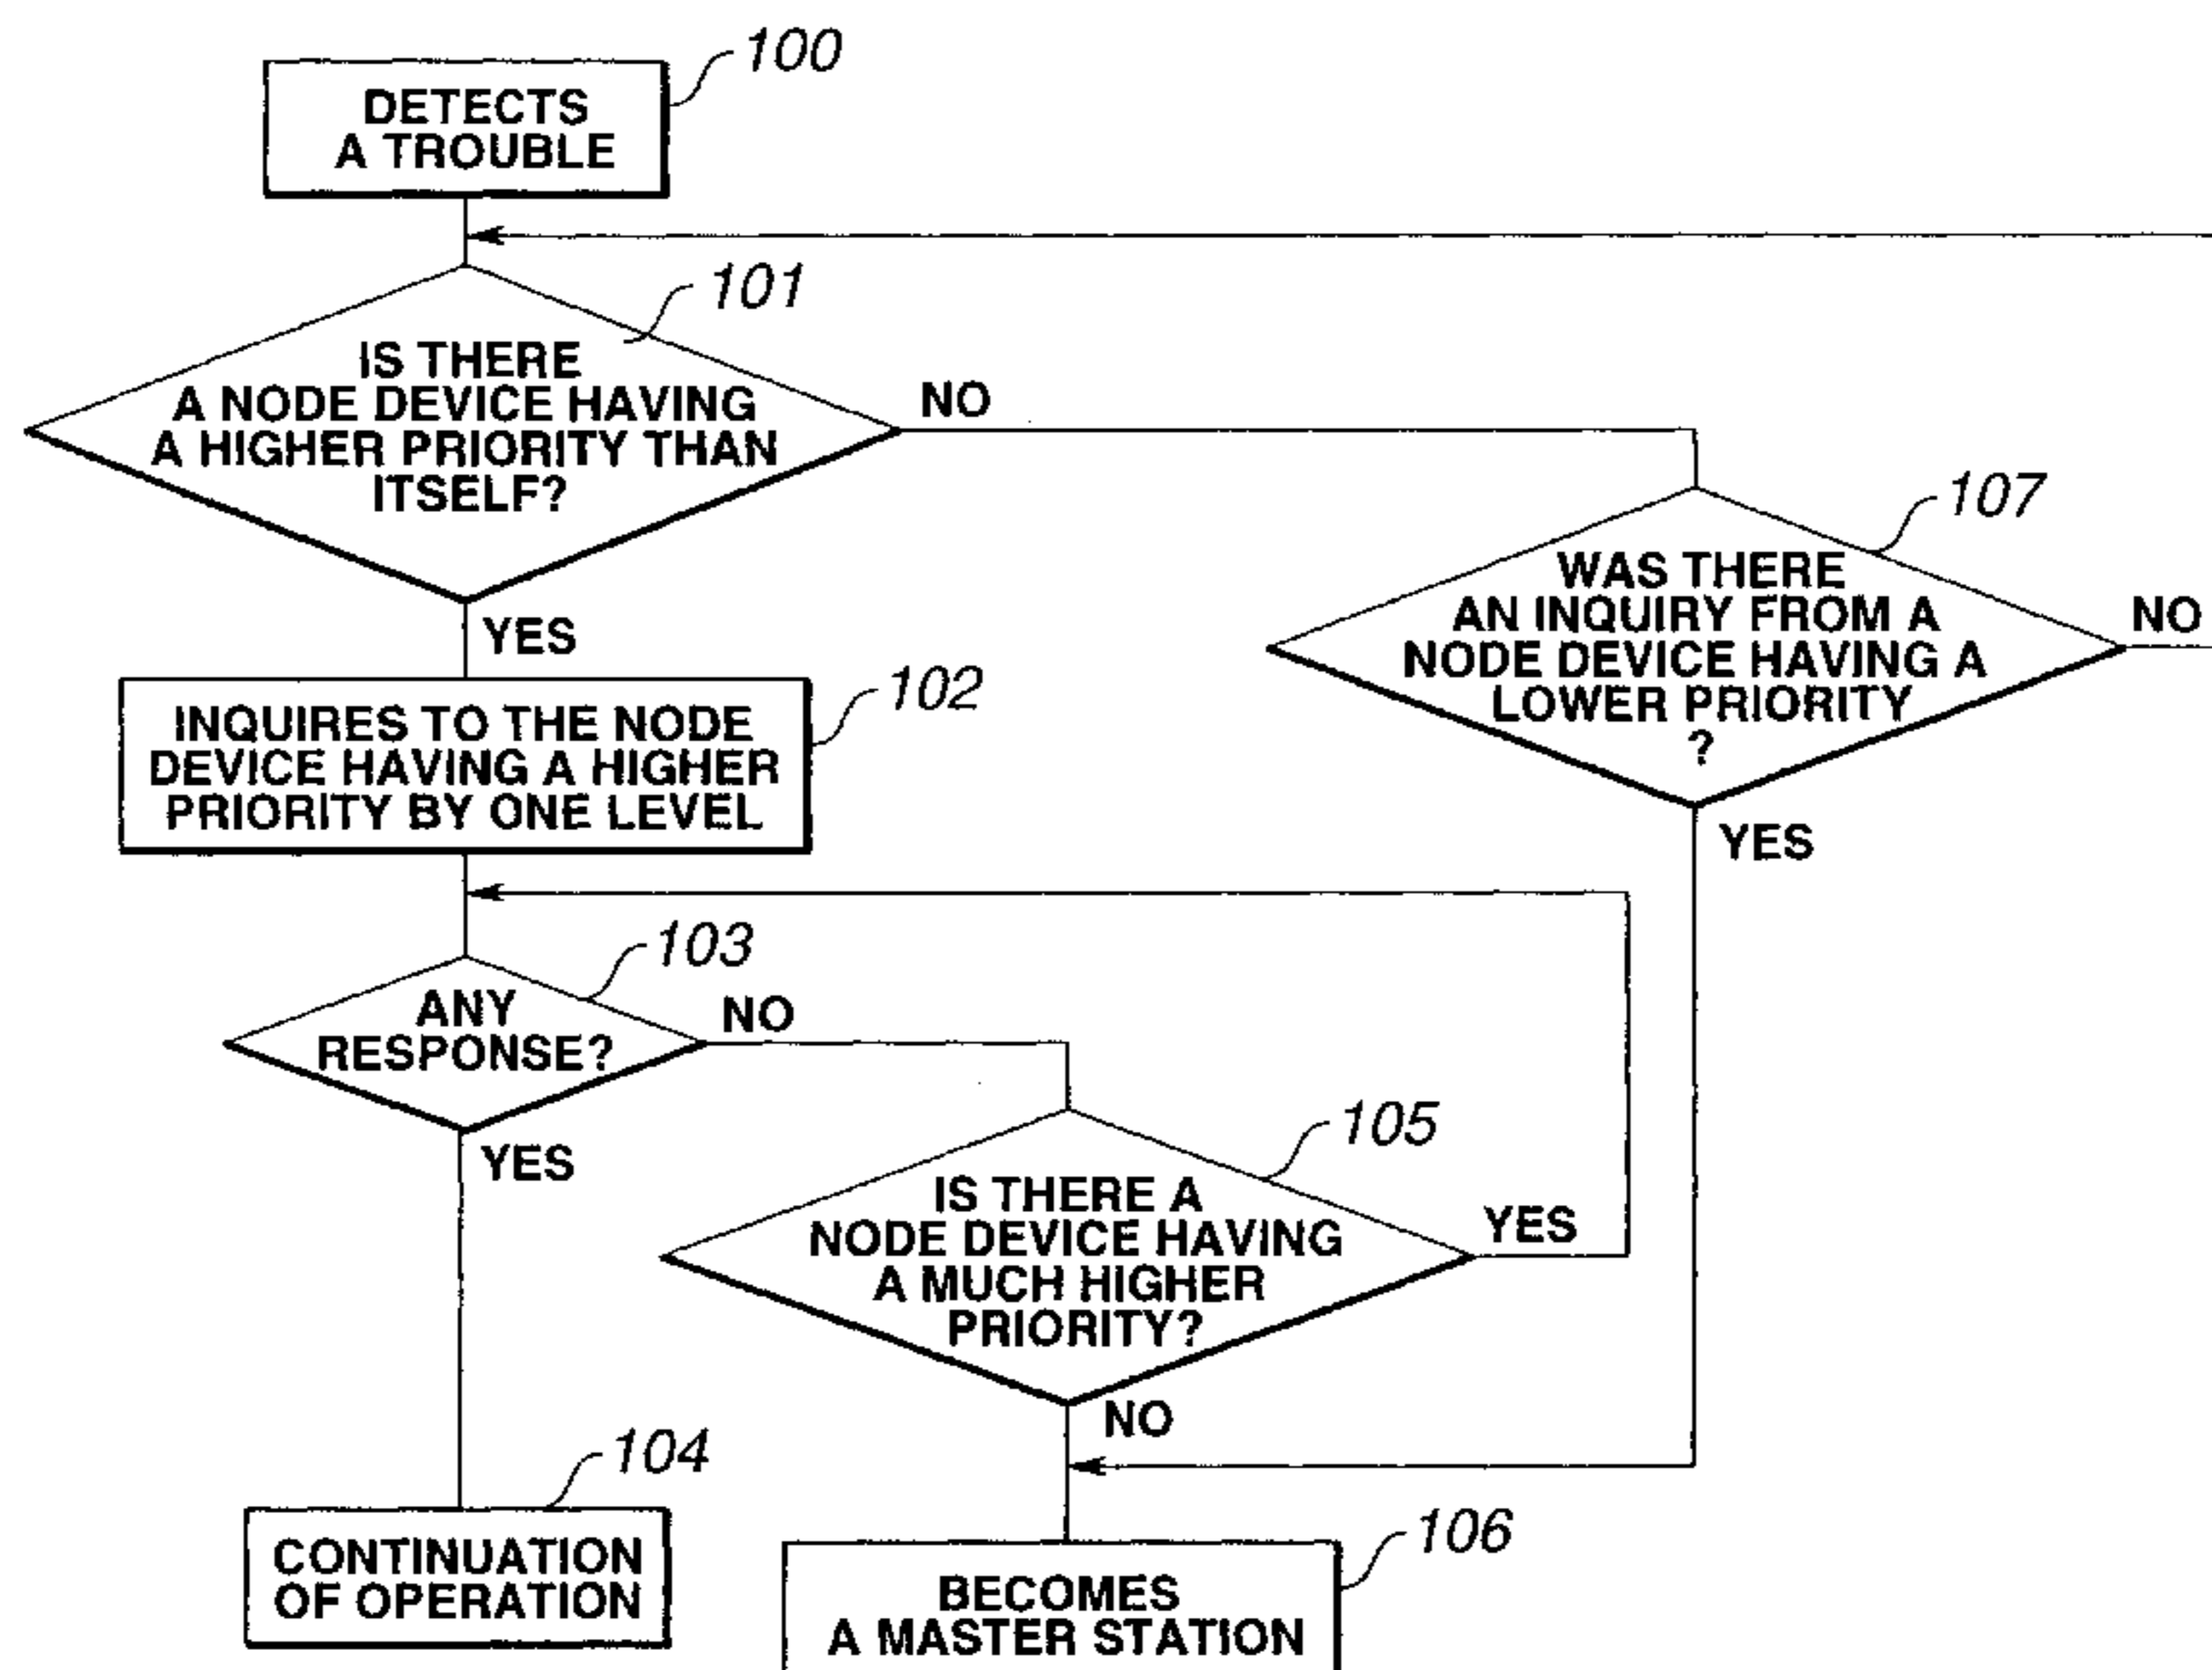 100
DETECTS
A TROUBLE
101
IS THERE
A NODE DEVICE HAVING
A HIGHER PRIORITY THAN
ITSELF?
NO
YES
107
WAS THERE
AN INQUIRY FROM A
NODE DEVICE HAVING A
LOWER PRIORITY
?
NO
YES
102
INQUIRES TO THE NODE
DEVICE HAVING A HIGHER
PRIORITY BY ONE LEVEL
103
ANY
RESPONSE?
NO
YES
105
IS THERE A
NODE DEVICE HAVING
A MUCH HIGHER
PRIORITY?
YES
NO
104
CONTINUATION
OF OPERATION
106
BECOMES
A MASTER STATION